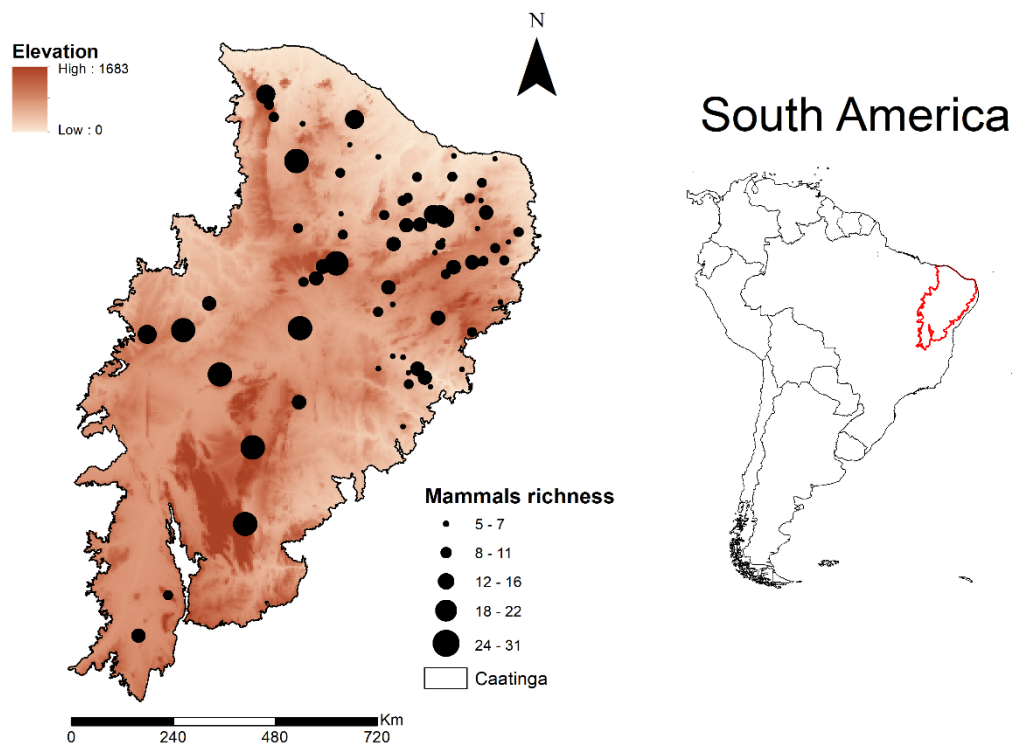 N
Elevation
High : 1683
Low : 0
South America
Mammals richness
5 - 7
8 - 11
12 - 16
18 - 22
24 - 31
Caatinga
Km
0 240 480 720